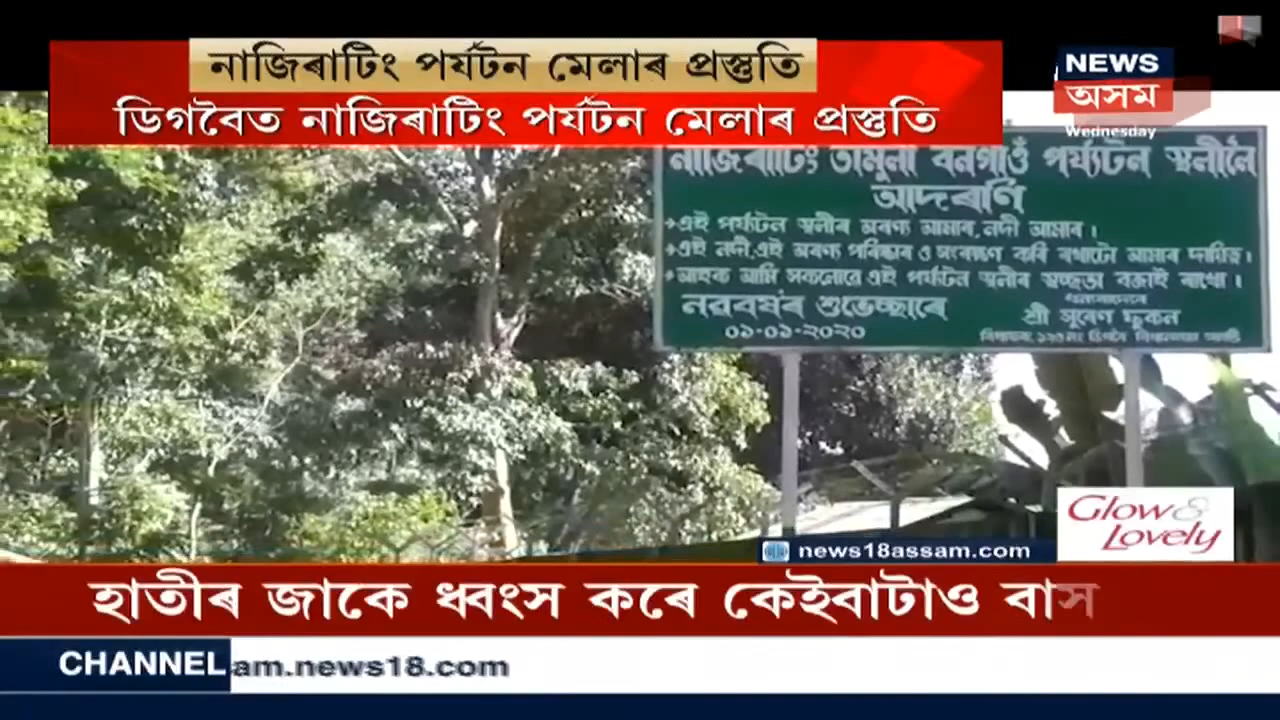 নাজিৰাটিং পৰ্যটন মেলাৰ প্ৰস্তুতি
ডিগবৈত নাজিৰাটিং পৰ্যটন মেলাৰ প্ৰস্তুতি
NEWS
অসম
Wednesday
নাজিৰাটিং তামুলী বনগাওঁ পৰ্য্যটন স্থলীলৈ
আদৰণি
এই পৰ্যটন স্থলীৰ অৰণ্য আমাৰ, নদী আমাৰ।
এই নদী, এই অৰণ্য পৰিষ্কাৰ ও সংৰক্ষণ কৰি ৰখাটো আমাৰ দায়িত্ব।
আহক আমি সকলোৱে এই পৰ্যটন স্থলীৰ স্বচ্ছতা বজাই ৰাখো।
নৱবৰ্ষৰ শুভেচ্ছাৰে
শ্ৰী সুৰেণ ফুকন
০১-০১-২০২০
news18assam.com
Glow & Lovely
হাতীৰ জাকে ধ্বংস কৰে কেইবাটাও বাস
CHANNEL am.news18.com